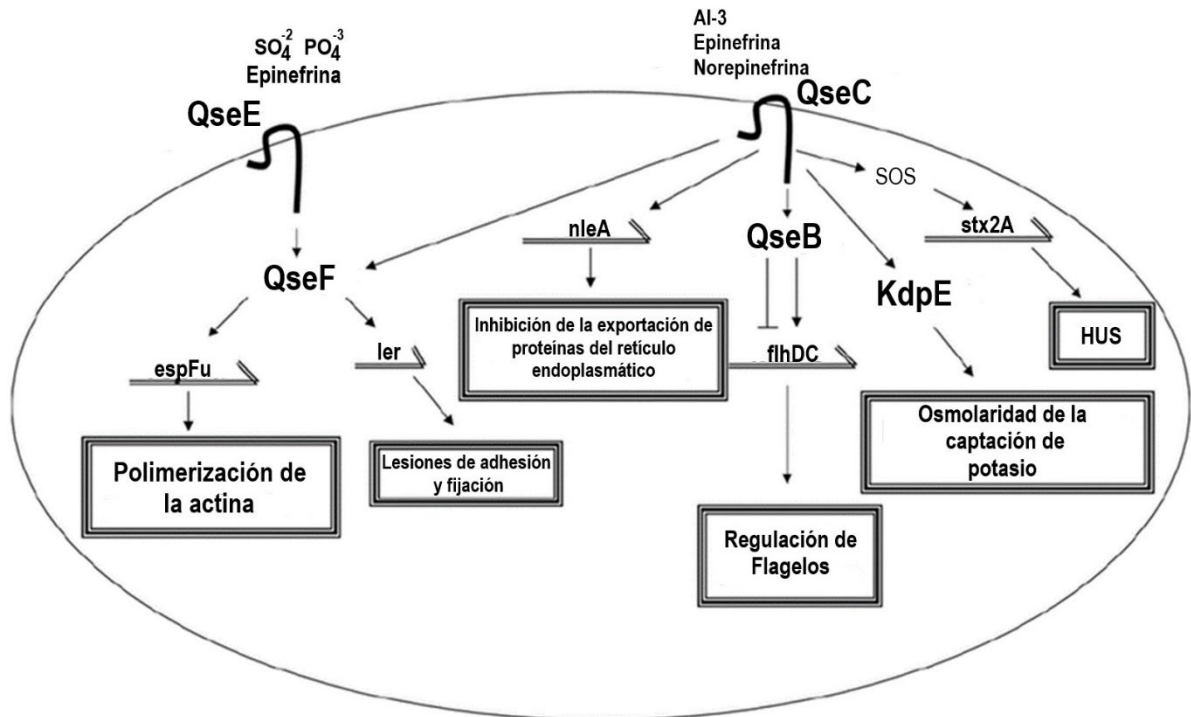 SO₄⁻² PO₄⁻³
Epinefrina
QseE
AI-3
Epinefrina
Norepinefrina
QseC
SOS
nleA
QseB
stx2A
QseF
KdpE
HUS
Inhibición de la exportación de
proteínas del retículo
endoplasmático
espFu
ler
flhDC
Polimerización de
la actina
Lesiones de adhesión
y fijación
Osmolaridad de la
captación de
potasio
Regulación de
Flagelos